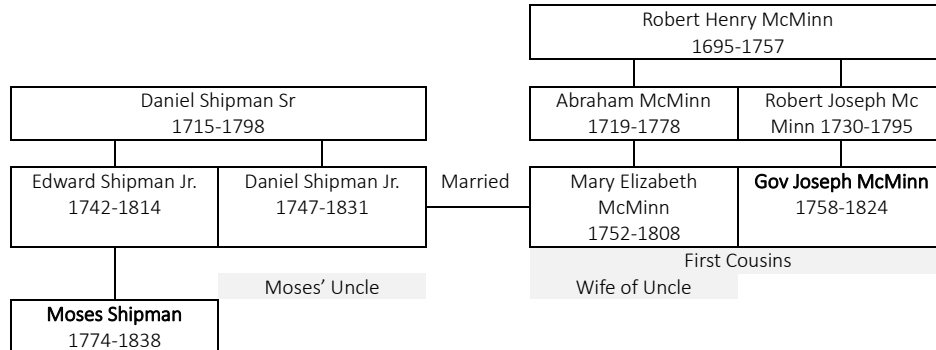 Robert Henry McMinn
1695-1757
Daniel Shipman Sr
1715-1798
Abraham McMinn
1719-1778
Robert Joseph Mc
Minn 1730-1795
Edward Shipman Jr.
1742-1814
Daniel Shipman Jr.
1747-1831
Married
Mary Elizabeth
McMinn
1752-1808
Gov Joseph McMinn
1758-1824
First Cousins
Moses’ Uncle
Wife of Uncle
Moses Shipman
1774-1838